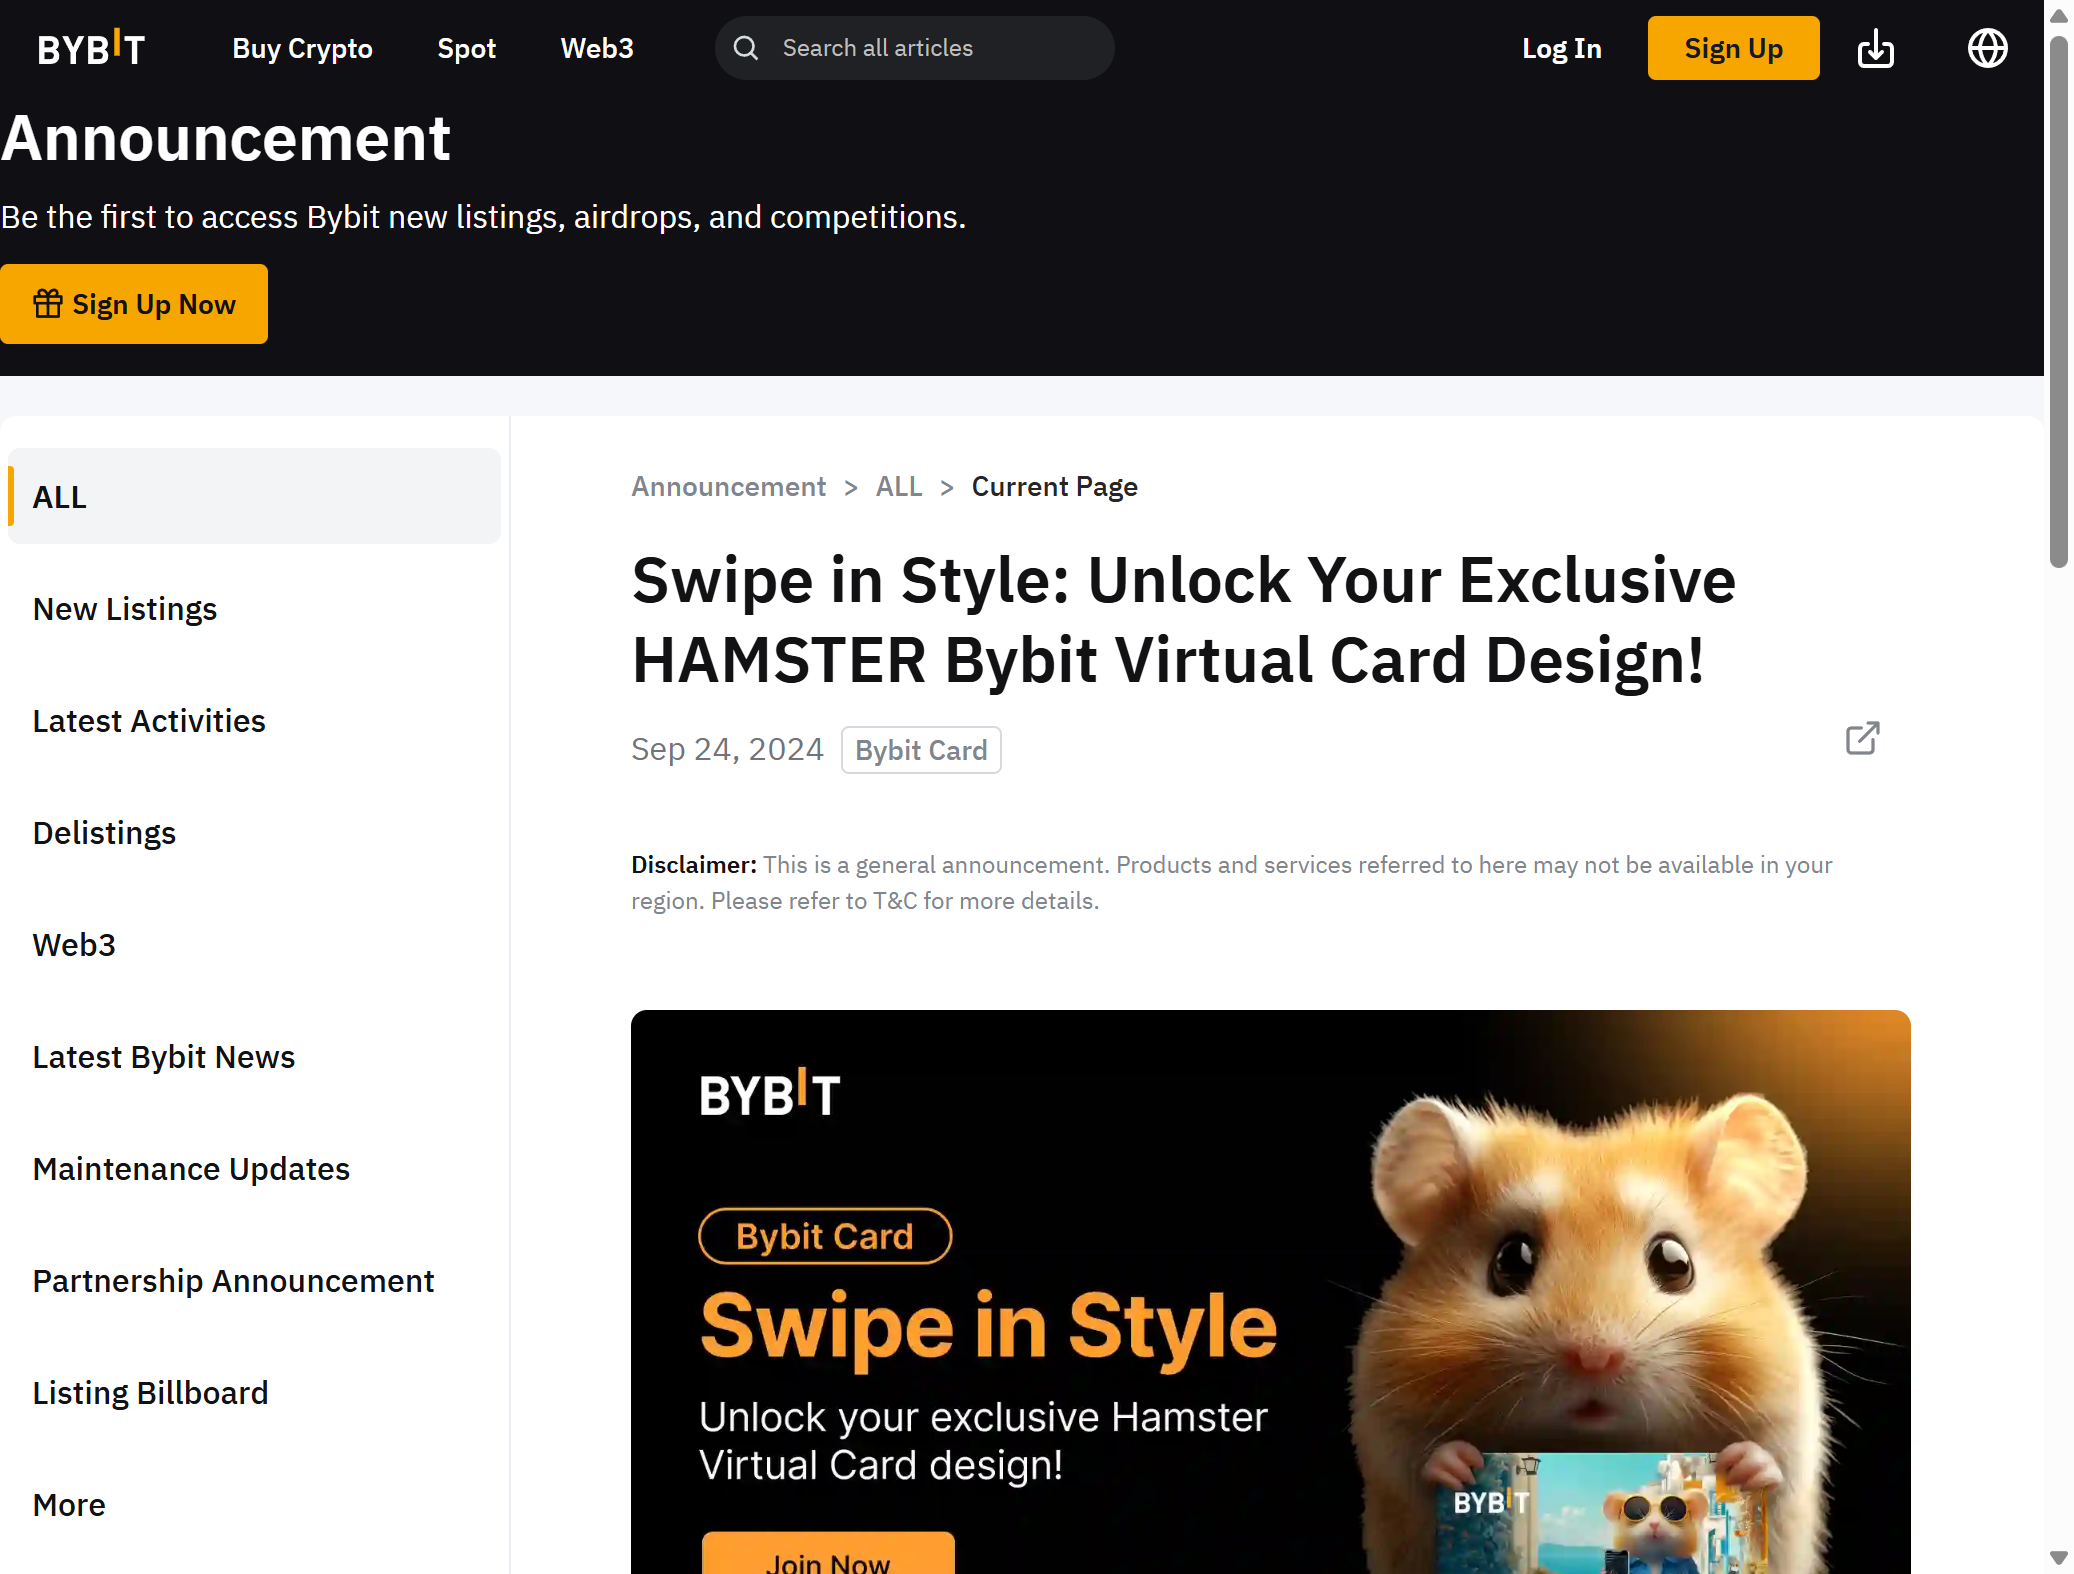 BYBIT
Buy Crypto
Spot
Web3
Search all articles
Log In
Sign Up
Announcement
Be the first to access Bybit new listings, airdrops, and competitions.
Sign Up Now
ALL
New Listings
Latest Activities
Delistings
Web3
Latest Bybit News
Maintenance Updates
Partnership Announcement
Listing Billboard
More
Announcement > ALL > Current Page
Swipe in Style: Unlock Your Exclusive
HAMSTER Bybit Virtual Card Design!
Sep 24, 2024
Bybit Card
Disclaimer: This is a general announcement. Products and services referred to here may not be available in your
region. Please refer to T&C for more details.
BYBIT
Bybit Card
Swipe in Style
Unlock your exclusive Hamster
Virtual Card design!
Join Now
BYBIT